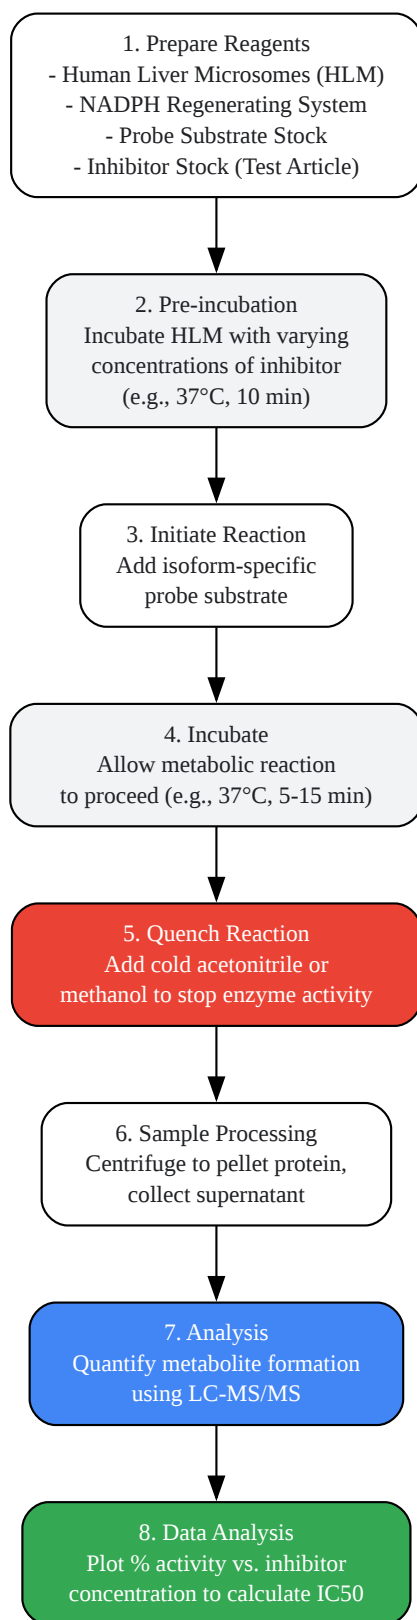 1. Prepare Reagents
- Human Liver Microsomes (HLM)
- NADPH Regenerating System
- Probe Substrate Stock
- Inhibitor Stock (Test Article)
2. Pre-incubation
Incubate HLM with varying
concentrations of inhibitor
(e.g., 37°C, 10 min)
3. Initiate Reaction
Add isoform-specific
probe substrate
4. Incubate
Allow metabolic reaction
to proceed (e.g., 37°C, 5-15 min)
5. Quench Reaction
Add cold acetonitrile or
methanol to stop enzyme activity
6. Sample Processing
Centrifuge to pellet protein,
collect supernatant
7. Analysis
Quantify metabolite formation
using LC-MS/MS
8. Data Analysis
Plot % activity vs. inhibitor
concentration to calculate IC50